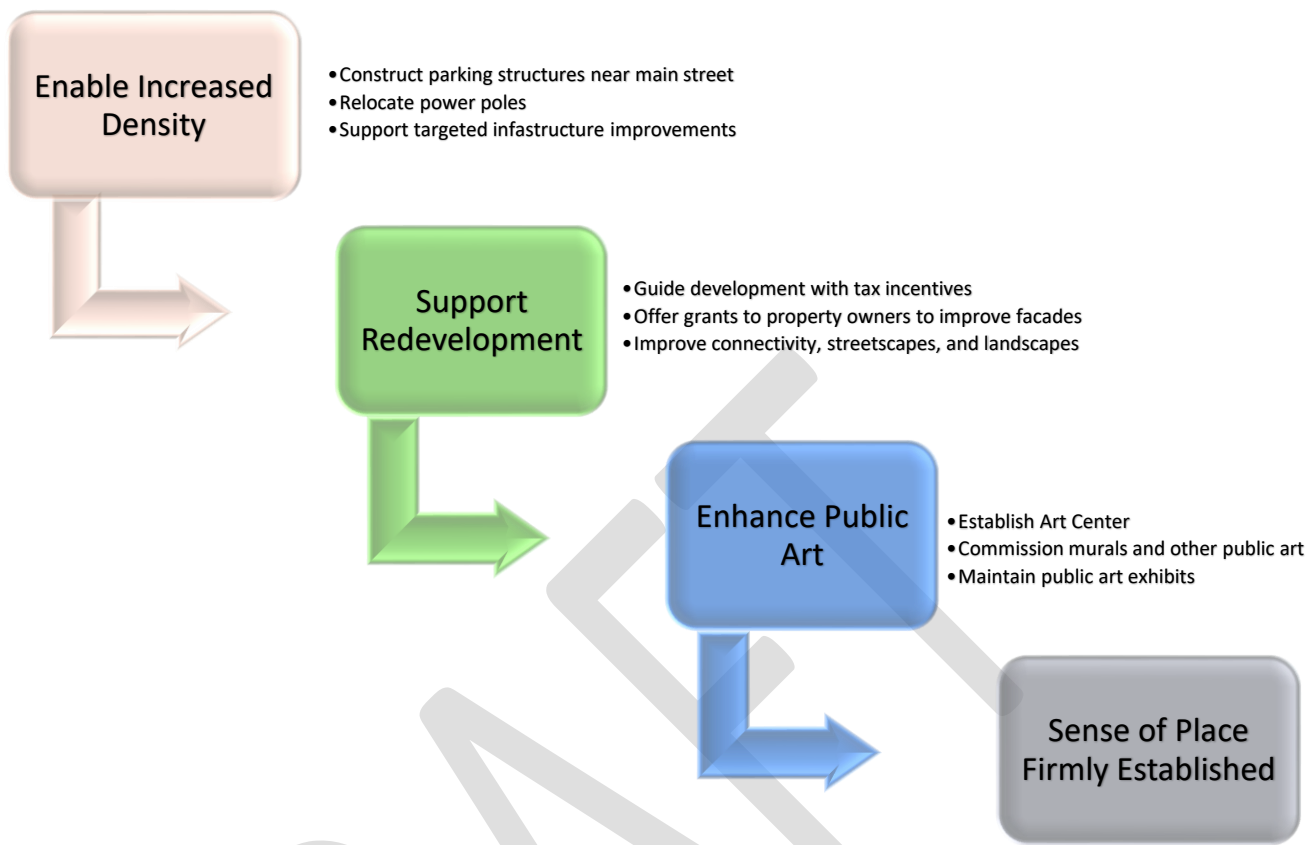 Enable Increased
Density
•Construct parking structures near main street
•Relocate power poles
•Support targeted infastructure improvements
Support
Redevelopment
•Guide development with tax incentives
•Offer grants to property owners to improve facades
•Improve connectivity, streetscapes, and landscapes
Enhance Public
Art
•Establish Art Center
•Commission murals and other public art
•Maintain public art exhibits
Sense of Place
Firmly Established